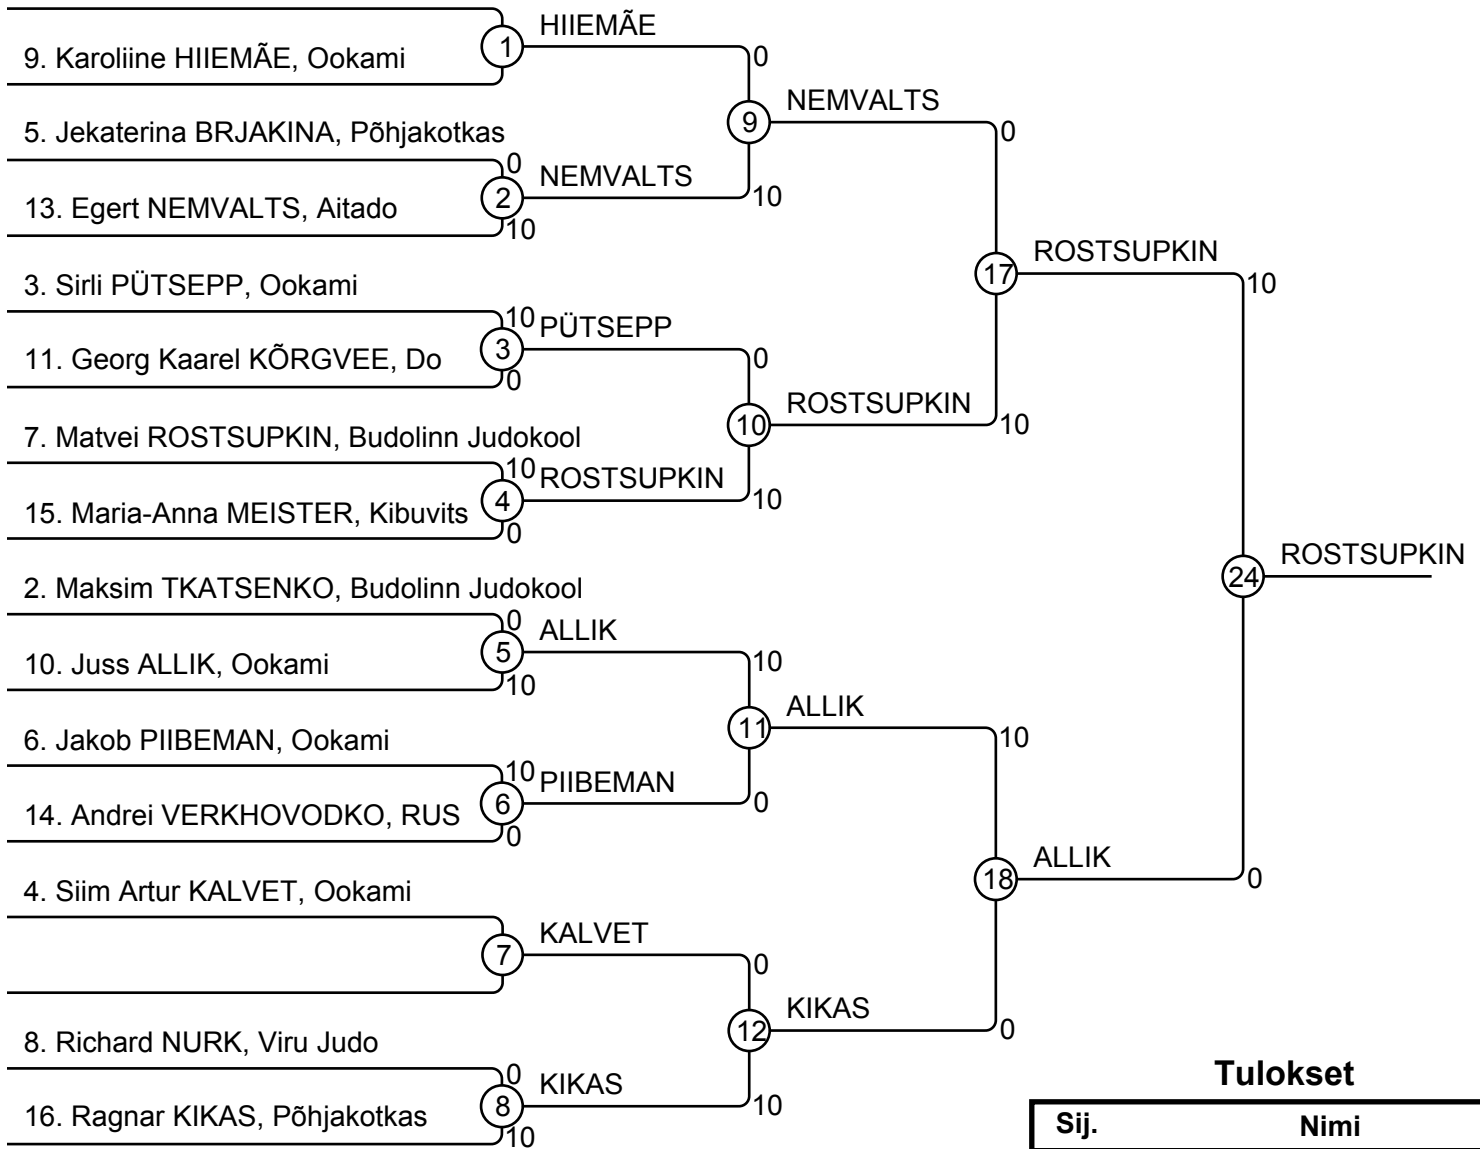 HIIEMÃE
0
9. Karoliine HIIEMÃE, Ookami
1
NEMVALTS
9
0
5. Jekaterina BRJAKINA, Põhjakotkas
0
NEMVALTS
2
10
13. Egert NEMVALTS, Aitado
10
ROSTSUPKIN
17
10
3. Sirli PÜTSEPP, Ookami
10
PÜTSEPP
3
0
11. Georg Kaarel KÕRGVEE, Do
0
ROSTSUPKIN
10
10
7. Matvei ROSTSUPKIN, Budolinn Judokool
10
ROSTSUPKIN
4
10
15. Maria-Anna MEISTER, Kibuvits
0
ROSTSUPKIN
24
2. Maksim TKATSENKO, Budolinn Judokool
0
ALLIK
5
10
10. Juss ALLIK, Ookami
10
ALLIK
11
10
6. Jakob PIIBEMAN, Ookami
10
PIIBEMAN
6
0
14. Andrei VERKHOVODKO, RUS
0
ALLIK
18
0
4. Siim Artur KALVET, Ookami
KALVET
7
0
KIKAS
12
0
8. Richard NURK, Viru Judo
0
KIKAS
8
10
16. Ragnar KIKAS, Põhjakotkas
10
Tulokset
Sij. Nimi